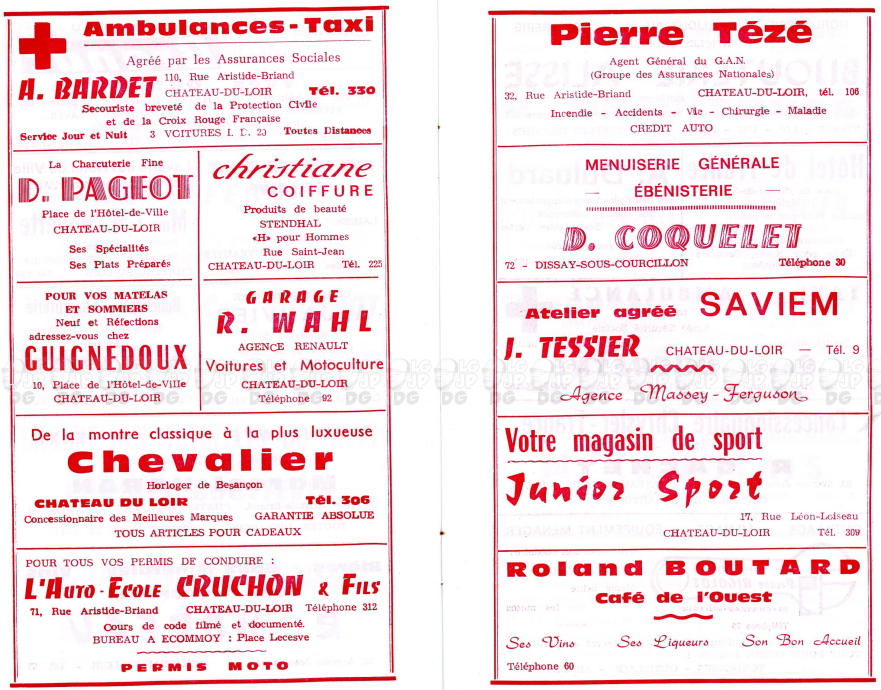 Ambulances - Taxi
Agréé par les Assurances Sociales
A. BARDET
110, Rue Aristide-Briand
CHATEAU-DU-LOIR Tél. 330
Secouriste breveté de la Protection Civile
et de la Croix Rouge Française
Service Jour et Nuit 3 VOITURES I. D. 23 Toutes Distances
La Charcuterie Fine
D. PAGEOT
Place de l'Hôtel-de-Ville
CHATEAU-DU-LOIR
Ses Spécialités
Ses Plats Préparés
christiane
COIFFURE
Produits de beauté
STENDHAL
«H» pour Hommes
Rue Saint-Jean
CHATEAU-DU-LOIR Tél. 225
POUR VOS MATELAS
ET SOMMIERS
Neuf et Réfections
adressez-vous chez
GUIGNEDOUX
10, Place de l'Hôtel-de-Ville
CHATEAU-DU-LOIR
GARAGE
R. WAHL
AGENCE RENAULT
Voitures et Motoculture
CHATEAU-DU-LOIR
Téléphone 92
De la montre classique à la plus luxueuse
Chevalier
Horloger de Besançon
CHATEAU DU LOIR Tél. 306
Concessionnaire des Meilleures Marques GARANTIE ABSOLUE
TOUS ARTICLES POUR CADEAUX
POUR TOUS VOS PERMIS DE CONDUIRE :
L'AUTO-ECOLE CRUCHON & FILS
71, Rue Aristide-Briand CHATEAU-DU-LOIR Téléphone 312
Cours de code filmé et documenté.
BUREAU A ECOMMOY : Place Lecesve
PERMIS MOTO
Pierre Tézé
Agent Général du G.A.N.
(Groupe des Assurances Nationales)
32, Rue Aristide-Briand CHATEAU-DU-LOIR, tél. 106
Incendie - Accidents - Vie - Chirurgie - Maladie
CREDIT AUTO
MENUISERIE GÉNÉRALE
— ÉBÉNISTERIE —
D. COQUELET
72 - DISSAY-SOUS-COURCILLON Téléphone 30
Atelier agréé SAVIEM
J. TESSIER CHATEAU-DU-LOIR — Tél. 9
Agence Massey-Ferguson
Votre magasin de sport
Junior Sport
17, Rue Léon-Loiseau
CHATEAU-DU-LOIR Tél. 309
Roland BOUTARD
Café de l'Ouest
Ses Vins Ses Liqueurs Son Bon Accueil
Téléphone 60